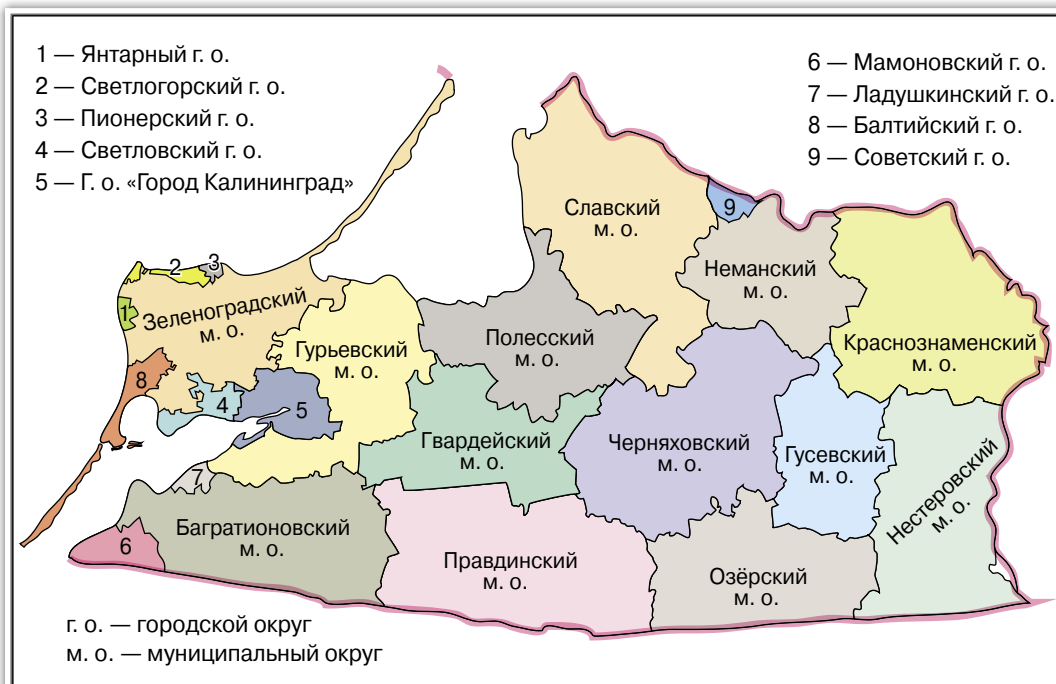 1 — Янтарный г. о.
2 — Светлогорский г. о.
3 — Пионерский г. о.
4 — Светловский г. о.
5 — Г. о. «Город Калининград»
6 — Мамоновский г. о.
7 — Ладушкинский г. о.
8 — Балтийский г. о.
9 — Советский г. о.
Славский
м. о.
9
Неманский
м. о.
2
3
1
Зеленоградский
м. о.
Гурьевский
м. о.
Полесский
м. о.
Краснознаменский
м. о.
8
4
5
Гвардейский
м. о.
Черняховский
м. о.
Гусевский
м. о.
Нестеровский
м. о.
7
6
Багратионовский
м. о.
Правдинский
м. о.
Озёрский
м. о.
г. о. — городской округ
м. о. — муниципальный округ